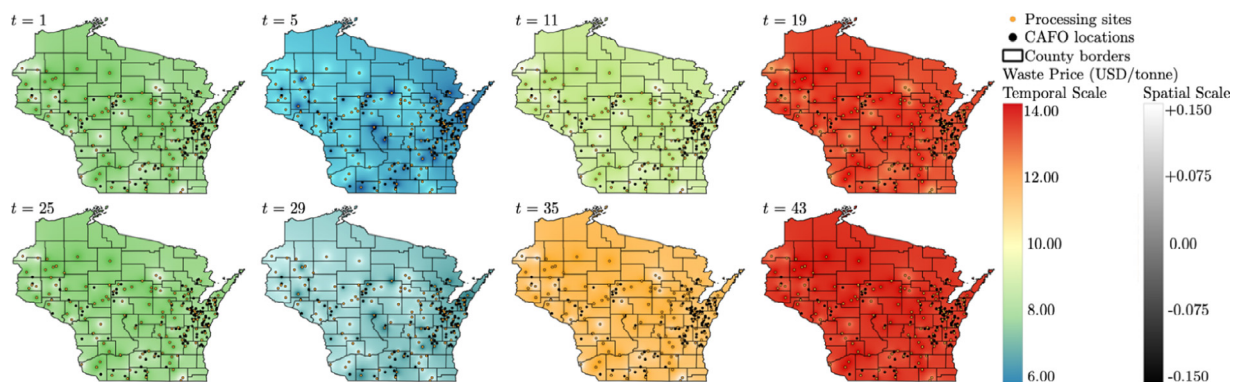 t = 1
t = 5
t = 11
t = 19
Processing sites
CAFO locations
County borders
Waste Price (USD/tonne)
Temporal Scale
Spatial Scale
14.00
12.00
10.00
8.00
6.00
+0.150
+0.075
0.00
-0.075
-0.150
t = 25
t = 29
t = 35
t = 43